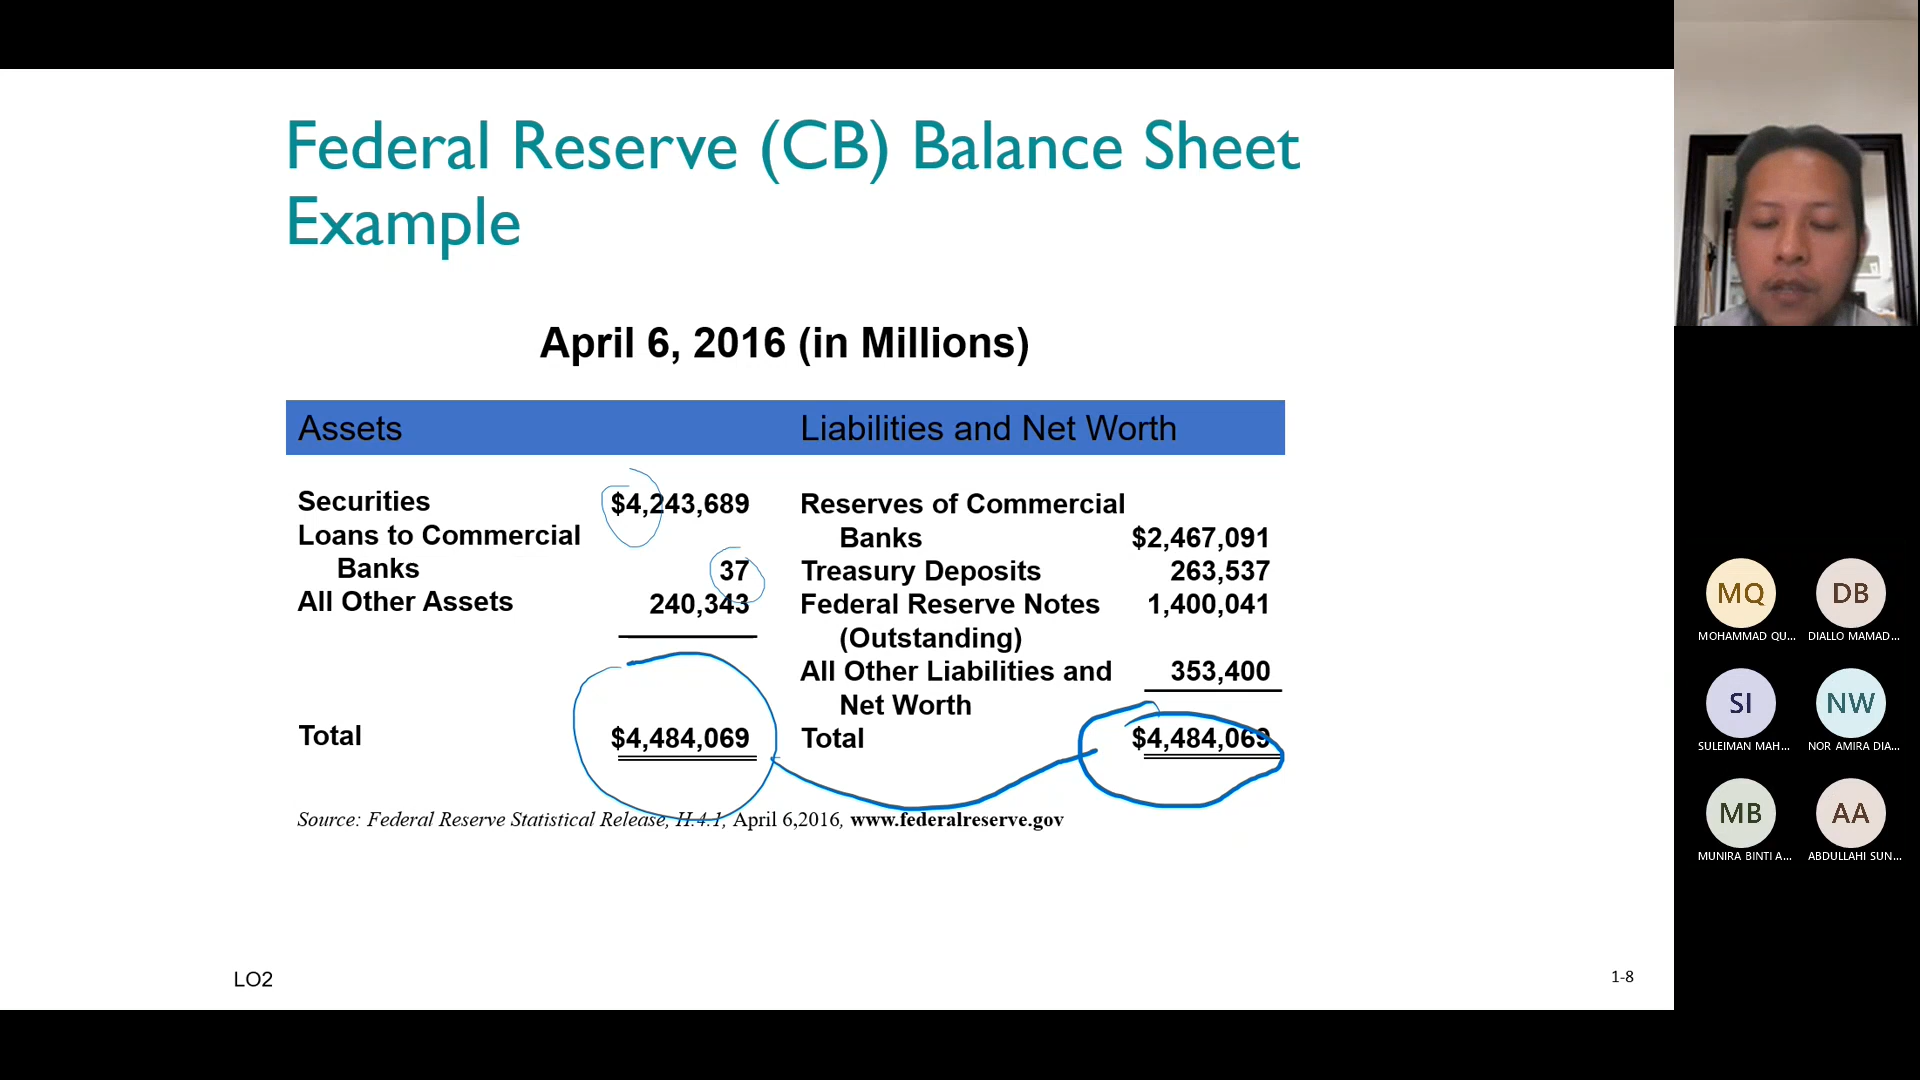 Federal Reserve (CB) Balance Sheet
Example
April 6, 2016 (in Millions)
Assets Liabilities and Net Worth
Securities $4,243,689 Reserves of Commercial
Loans to Commercial Banks $2,467,091
Banks 37 Treasury Deposits 263,537
All Other Assets 240,343 Federal Reserve Notes 1,400,041
(Outstanding)
All Other Liabilities and 353,400
Net Worth
Total $4,484,069 Total $4,484,069
Source: Federal Reserve Statistical Release, H.4.1, April 6,2016, www.federalreserve.gov
LO2
1-8
MQ DB
MOHAMMAD QU... DIALLO MAMAD...
SI NW
SULEIMAN MAH... NOR AMIRA DIA...
MB AA
MUNIRA BINTI A... ABDULLAHI SUN...